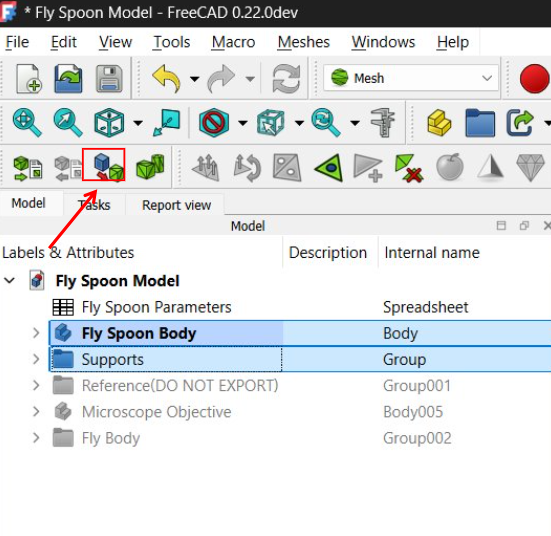 * Fly Spoon Model - FreeCAD 0.22.0dev
File Edit View Tools Macro Meshes Windows Help
Mesh
Model Tasks Report view
Model
Labels & Attributes Description Internal name
Fly Spoon Model
Fly Spoon Parameters Spreadsheet
Fly Spoon Body Body
Supports Group
Reference(DO NOT EXPORT) Group001
Microscope Objective Body005
Fly Body Group002